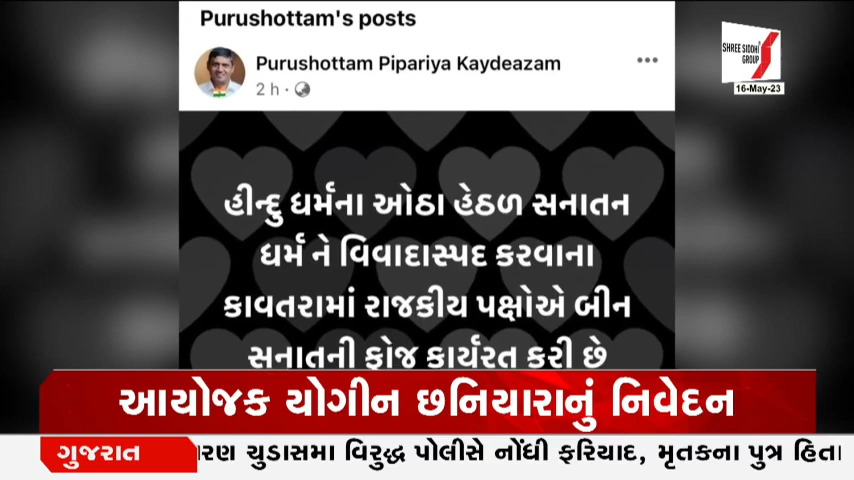 Purushottam's posts
Purushottam Pipariya Kaydeazam
2 h ·
SHREE SIDDHI
GROUP
16-May-23
હીન્દુ ધર્મના ઓઠા હેઠળ સનાતન
ધર્મ ને વિવાદાસ્પદ કરવાના
કાવતરામાં રાજકીય પક્ષોએ બીન
સનાતની ફોજ કાર્યરત કરી છે
આયોજક યોગીન છનિયારાનું નિવેદન
ગુજરાત
ચુડાસમા વિરુદ્ધ પોલીસે નોંધી ફરિયાદ, મૃતકના પુત્ર